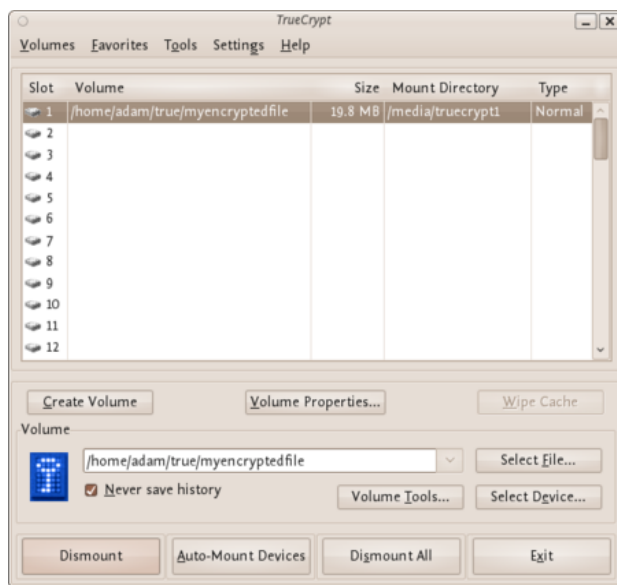 TrueCrypt
Volumes Favorites Tools Settings Help
Slot Volume Size Mount Directory Type
1 /home/adam/true/myencryptedfile 19.8 MB /media/truecrypt1 Normal
2
3
4
5
6
7
8
9
10
11
12
Create Volume Volume Properties... Wipe Cache
Volume
/home/adam/true/myencryptedfile Select File...
Never save history Volume Tools... Select Device...
Dismount Auto-Mount Devices Dismount All Exit